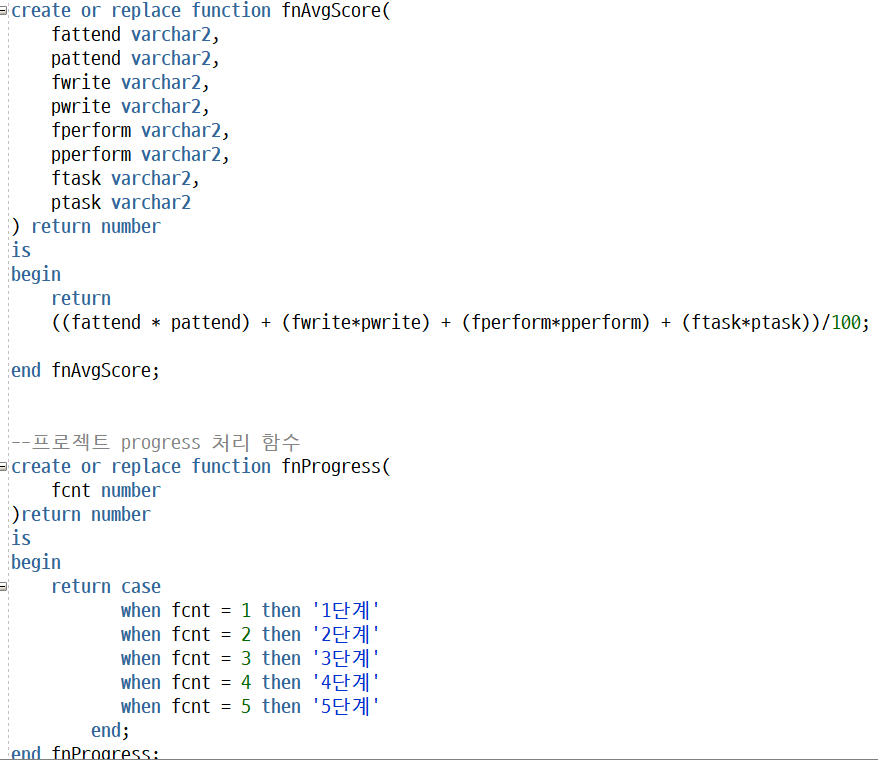 create or replace function fnAvgScore(
    fattend varchar2,
    pattend varchar2,
    fwrite varchar2,
    pwrite varchar2,
    fperform varchar2,
    pperform varchar2,
    ftask varchar2,
    ptask varchar2
) return number
is
begin
    return
    ((fattend * pattend) + (fwrite*pwrite) + (fperform*pperform) + (ftask*ptask))/100;
end fnAvgScore;
--프로젝트 progress 처리 함수
create or replace function fnProgress(
    fcnt number
)return number
is
begin
    return case
           when fcnt = 1 then '1단계'
           when fcnt = 2 then '2단계'
           when fcnt = 3 then '3단계'
           when fcnt = 4 then '4단계'
           when fcnt = 5 then '5단계'
        end;
end fnProgress;